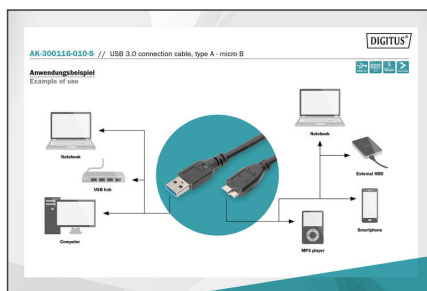 DIGITUS®
AK-300116-010-S // USB 3.0 connection cable, type A - micro B
Anwendungsbeispiel
Example of use
Notebook
Notebook
USB hub
External HDD
Computer
Smartphone
MP3 player